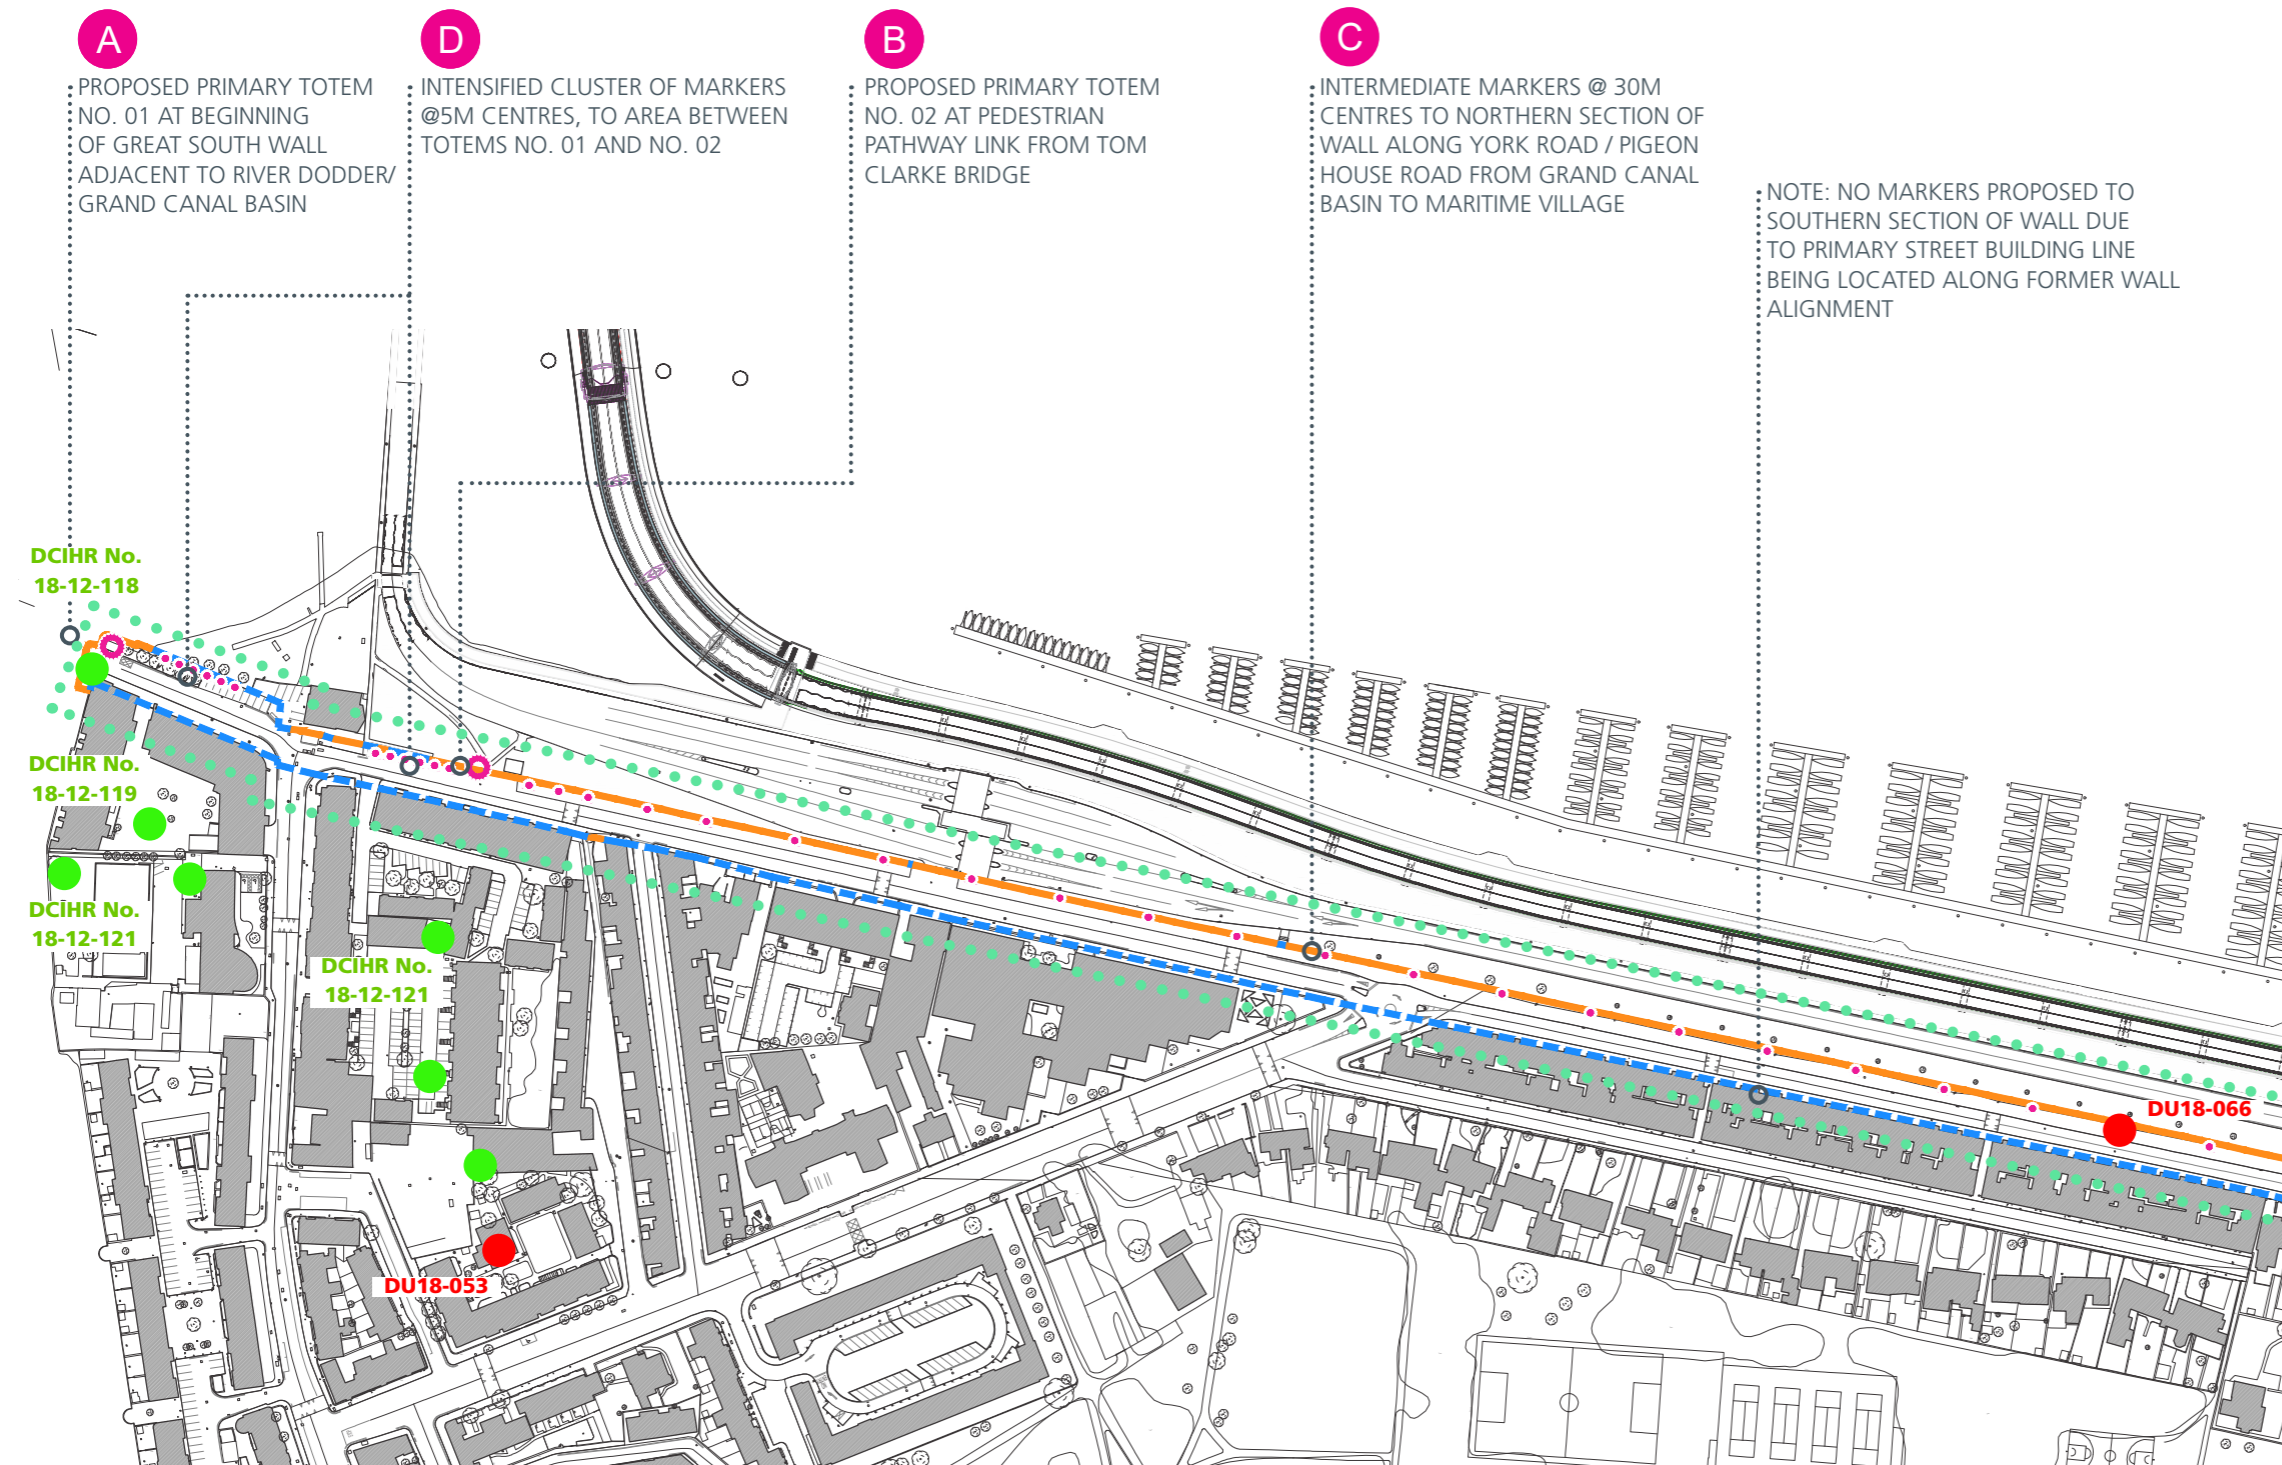 A
PROPOSED PRIMARY TOTEM
NO. 01 AT BEGINNING
OF GREAT SOUTH WALL
ADJACENT TO RIVER DODDER/
GRAND CANAL BASIN
D
INTENSIFIED CLUSTER OF MARKERS
@5M CENTRES, TO AREA BETWEEN
TOTEMS NO. 01 AND NO. 02
B
PROPOSED PRIMARY TOTEM
NO. 02 AT PEDESTRIAN
PATHWAY LINK FROM TOM
CLARKE BRIDGE
C
INTERMEDIATE MARKERS @ 30M
CENTRES TO NORTHERN SECTION OF
WALL ALONG YORK ROAD / PIGEON
HOUSE ROAD FROM GRAND CANAL
BASIN TO MARITIME VILLAGE
NOTE: NO MARKERS PROPOSED TO
SOUTHERN SECTION OF WALL DUE
TO PRIMARY STREET BUILDING LINE
BEING LOCATED ALONG FORMER WALL
ALIGNMENT
DCIHR No.
18-12-118
DCIHR No.
18-12-119
DCIHR No.
18-12-121
DCIHR No.
18-12-121
DU18-066
DU18-053